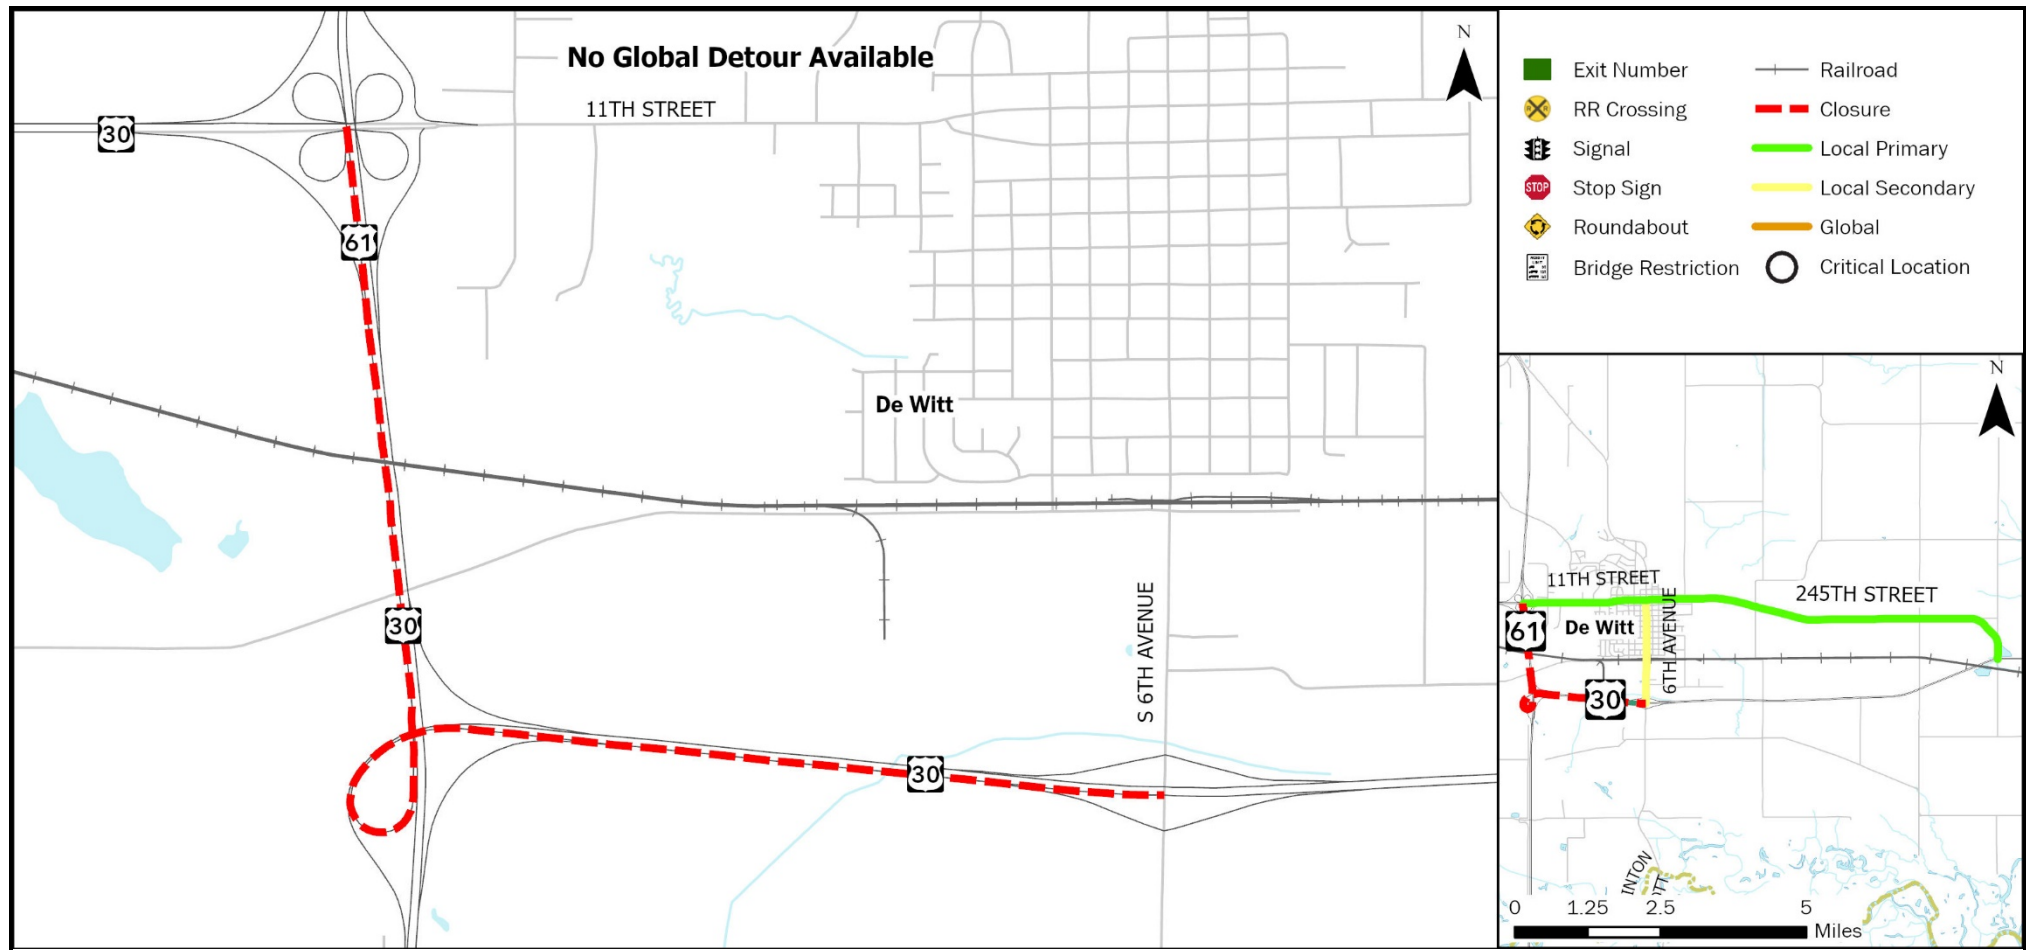 No Global Detour Available
N
11TH STREET
30
61
De Witt
30
S 6TH AVENUE
30
Exit Number
RR Crossing
Signal
STOP
Stop Sign
Roundabout
Bridge Restriction
Railroad
Closure
Local Primary
Local Secondary
Global
Critical Location
N
11TH STREET
245TH STREET
61
De Witt
6TH AVENUE
30
INTON
OTT
0 1.25 2.5 5
Miles